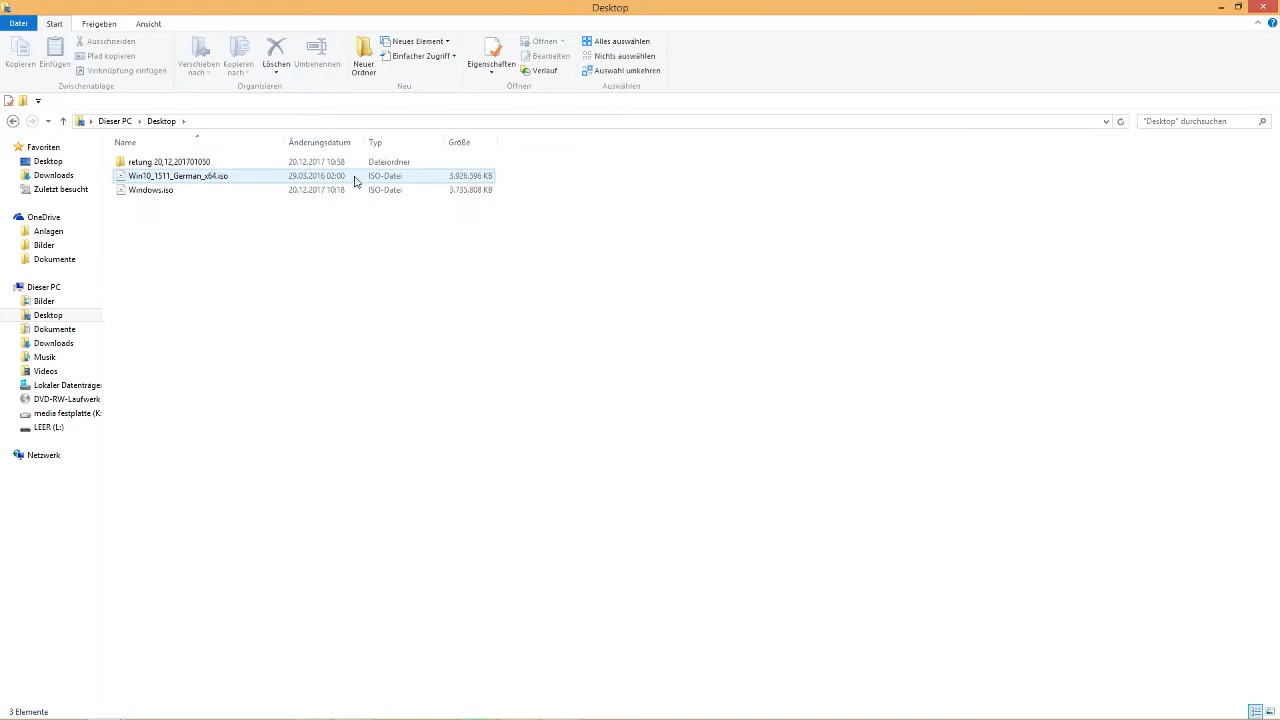 Desktop
Datei Start Freigeben Ansicht
Kopieren Einfügen Ausschneiden Pfad kopieren Verknüpfung einfügen
Zwischenablage
Verschieben nach Kopieren nach Löschen Umbenennen
Organisieren
Neuer Ordner Neues Element Einfacher Zugriff
Neu
Eigenschaften Öffnen Bearbeiten Verlauf
Öffnen
Alles auswählen
Nichts auswählen
Auswahl umkehren
Auswählen
Dieser PC Desktop
"Desktop" durchsuchen
Name Änderungsdatum Typ Größe
retung 20,12,201701050 20.12.2017 10:58 Dateiordner
Win10_1511_German_x64.iso 29.03.2016 02:00 ISO-Datei 3.926.596 KB
Windows.iso 20.12.2017 10:18 ISO-Datei 3.735.808 KB
Favoriten
Desktop
Downloads
Zuletzt besucht
OneDrive
Anlagen
Bilder
Dokumente
Dieser PC
Bilder
Desktop
Dokumente
Downloads
Musik
Videos
Lokaler Datenträge
DVD-RW-Laufwerk
media festplatte (K:
LEER (L:)
Netzwerk
3 Elemente